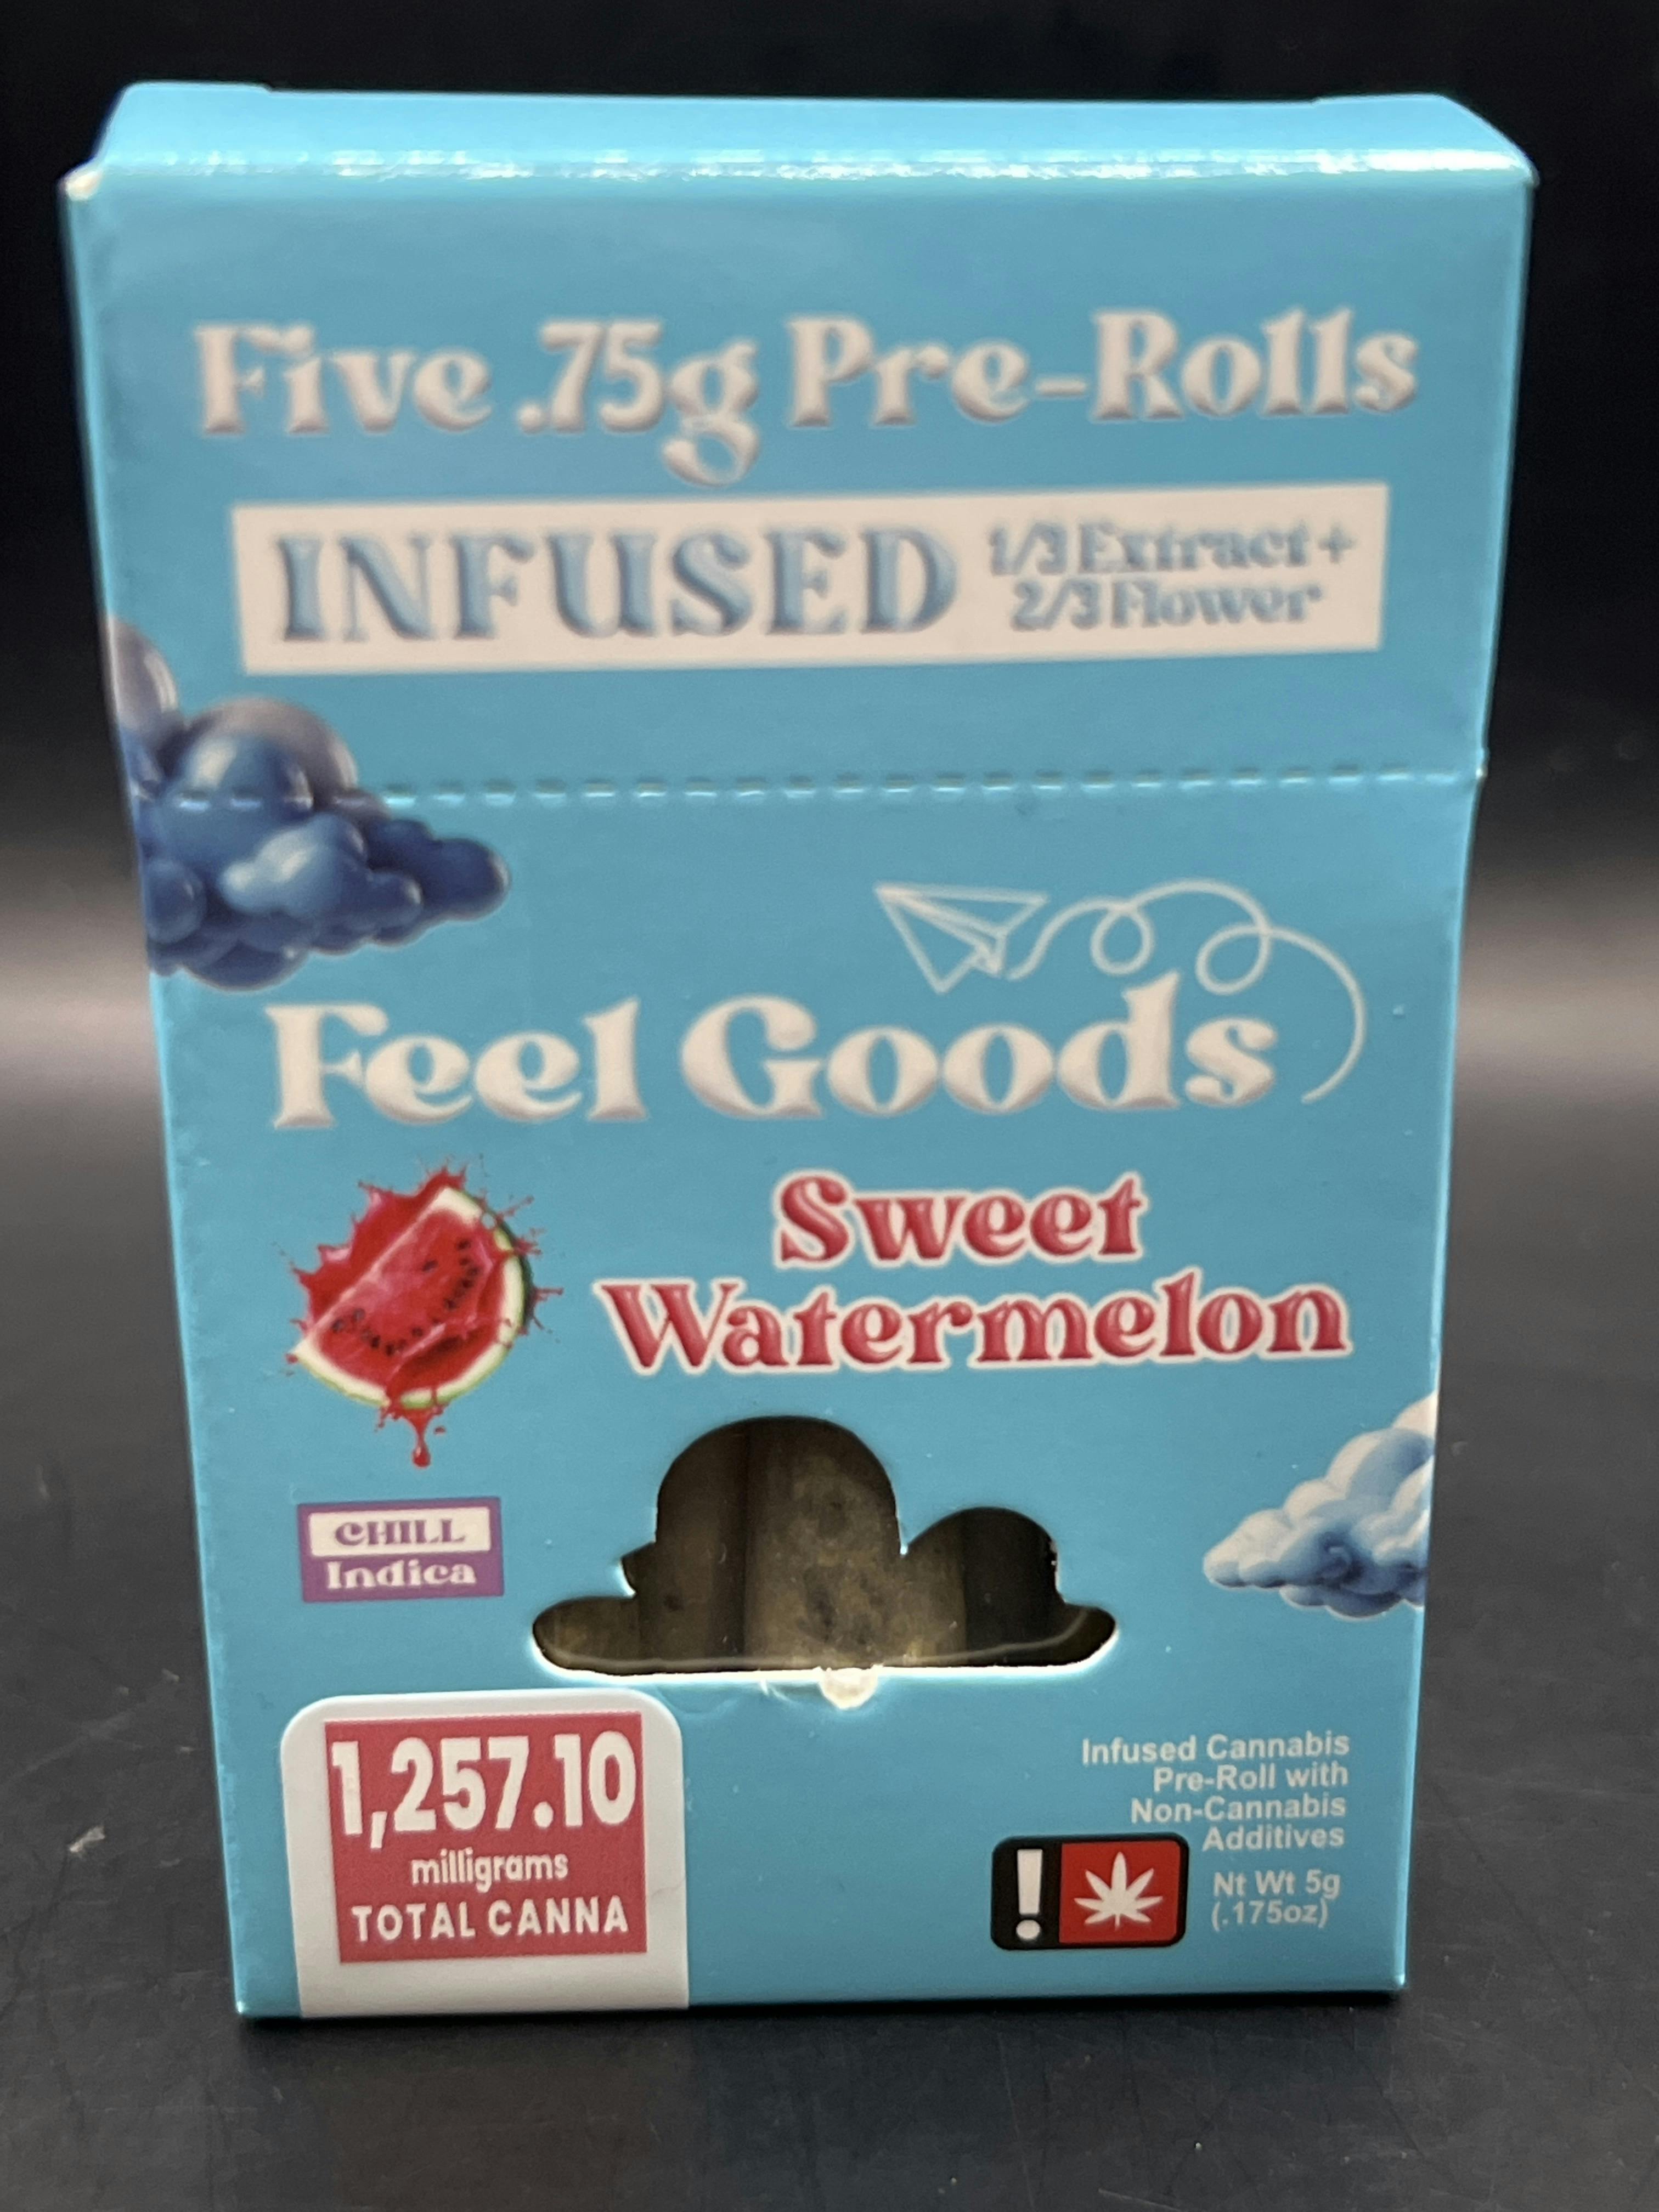 Five .75g Pre-Rolls
INFUSED
1/3 Extract +
2/3 Flower
Feel Goods
Sweet
Watermelon
CHILL
Indica
1,257.10
milligrams
TOTAL CANNA
Infused Cannabis
Pre-Roll with
Non-Cannabis
Additives
!
Nt Wt 5g
(.175oz)